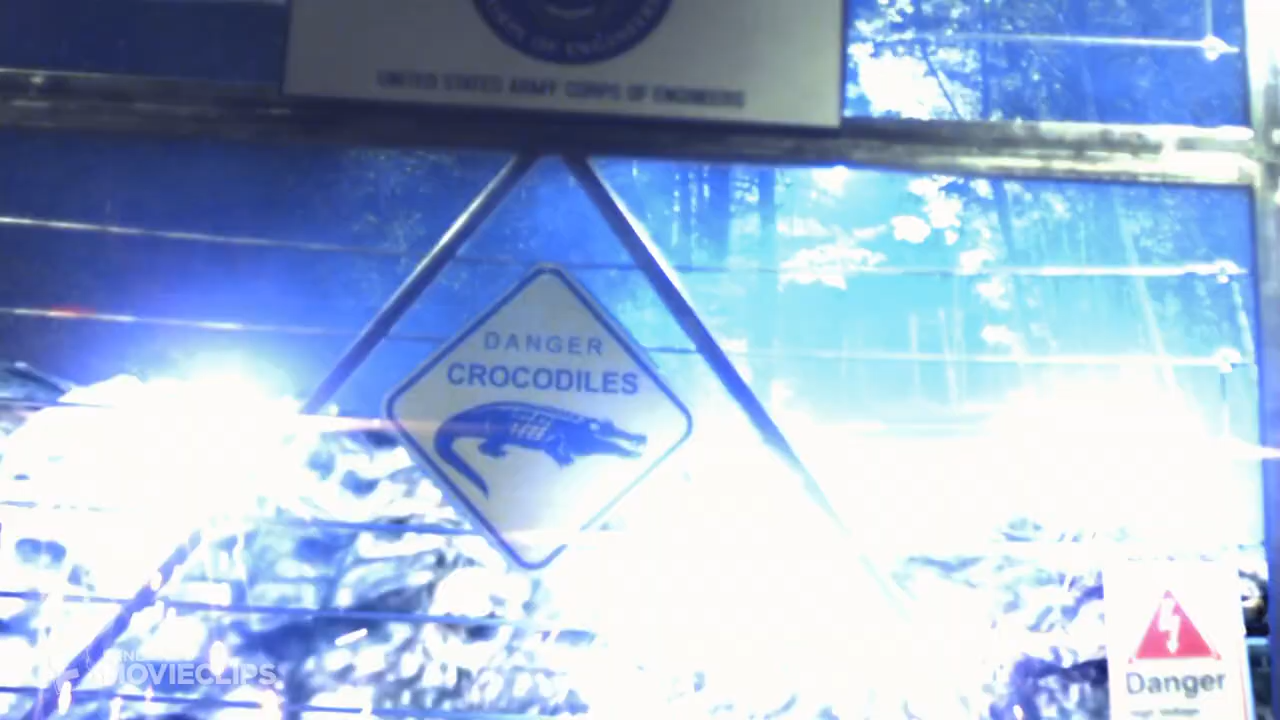 UNITED STATES ARMY CORPS OF ENGINEERS
DANGER
CROCODILES
MOVIECLIPS
Danger